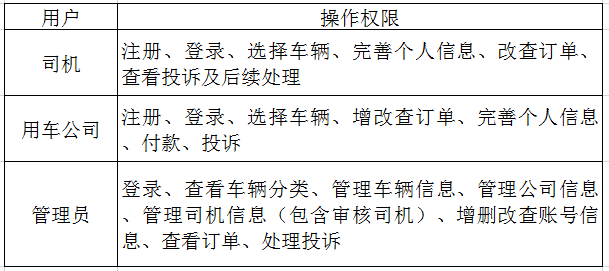 用户 操作权限
司机
注册、登录、选择车辆、完善个人信息、改查订单、
查看投诉及后续处理
用车公司
注册、登录、选择车辆、增改查订单、完善个人信息
、付款、投诉
管理员
登录、查看车辆分类、管理车辆信息、管理公司信息
、管理司机信息（包含审核司机）、增删改查账号信
息、查看订单、处理投诉